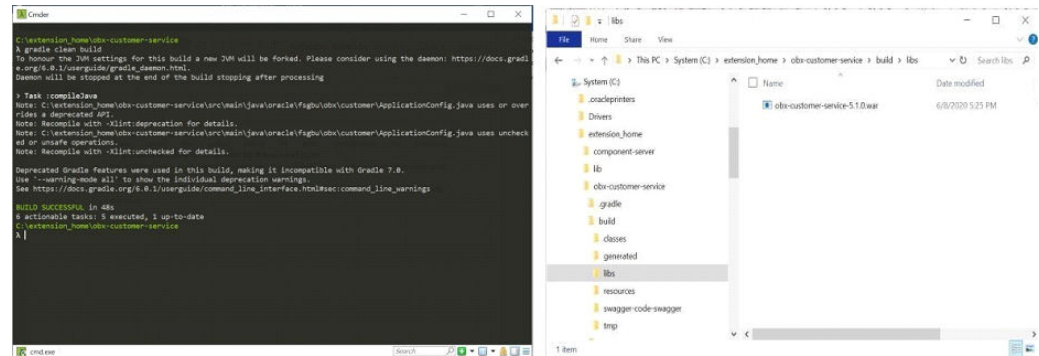 Cmder
C:\extension_home\obx-customer-service
λ gradle clean build
To honour the JVM settings for this build a new JVM will be forked. Please consider using the daemon: https://docs.gradl
e.org/6.0.1/userguide/gradle_daemon.html.
Daemon will be stopped at the end of the build stopping after processing
> Task :compileJava
Note: C:\extension_home\obx-customer-service\src\main\java\oracle\fsgbu\obx\customer\ApplicationConfig.java uses or over
rides a deprecated API.
Note: Recompile with -Xlint:deprecation for details.
Note: C:\extension_home\obx-customer-service\src\main\java\oracle\fsgbu\obx\customer\ApplicationConfig.java uses uncheck
ed or unsafe operations.
Note: Recompile with -Xlint:unchecked for details.
Deprecated Gradle features were used in this build, making it incompatible with Gradle 7.0.
Use '--warning-mode all' to show the individual deprecation warnings.
See https://docs.gradle.org/6.0.1/userguide/command_line_interface.html#sec:command_line_warnings
BUILD SUCCESSFUL in 48s
6 actionable tasks: 5 executed, 1 up-to-date
C:\extension_home\obx-customer-service
λ
cmd.exe
Search
libs
File Home Share View
This PC > System (C:) > extension_home > obx-customer-service > build > libs
Search libs
System (C:)
.oracleprinters
Drivers
extension_home
component-server
lib
obx-customer-service
.gradle
build
classes
generated
libs
resources
swagger-code-swagger
tmp
Name Date modified
obx-customer-service-5.1.0.war 6/8/2020 5:25 PM
1 item